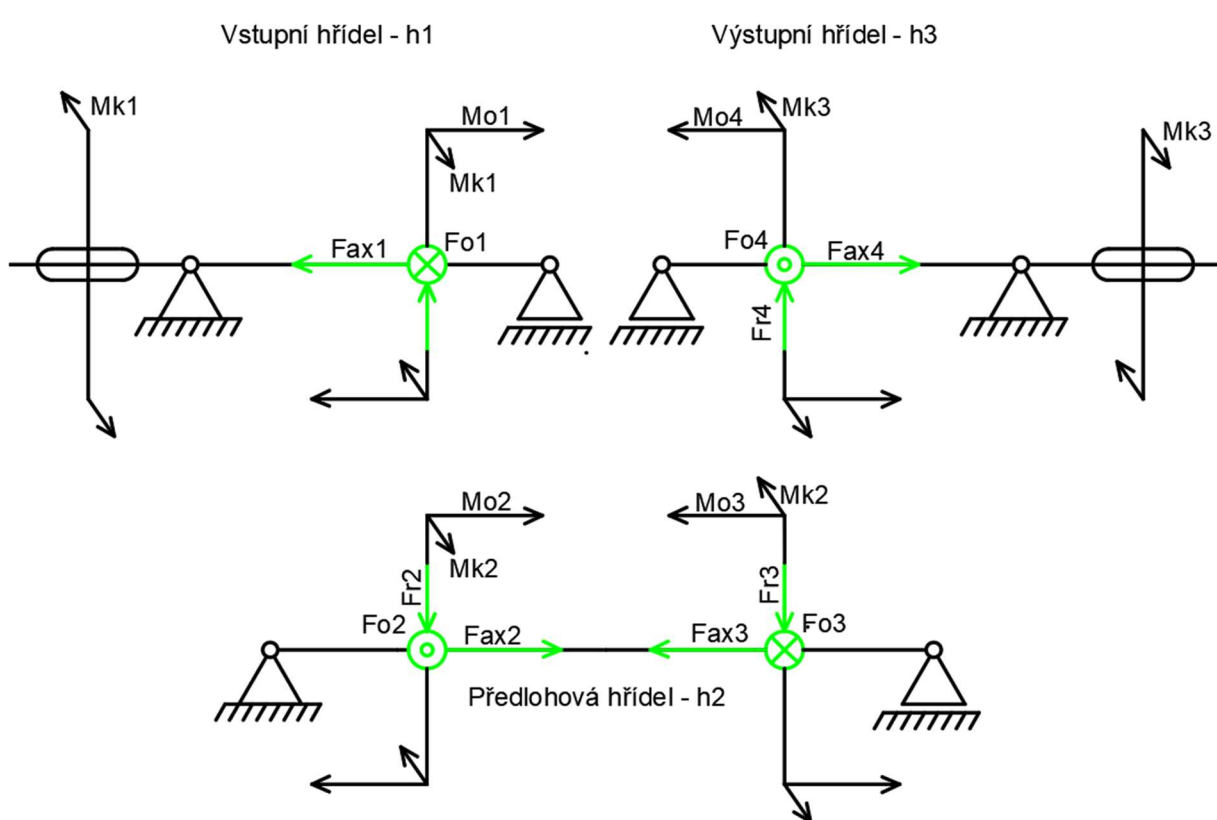 Vstupní hřídel - h1
Výstupní hřídel - h3
Mk1
Mo1
Mk1
Fax1
Fo1
Mo4
Mk3
Mk3
Fo4
Fax4
Fr4
Mo2
Mk2
Fr2
Fo2
Fax2
Mo3
Mk2
Fr3
Fax3
Fo3
Předlohová hřídel - h2